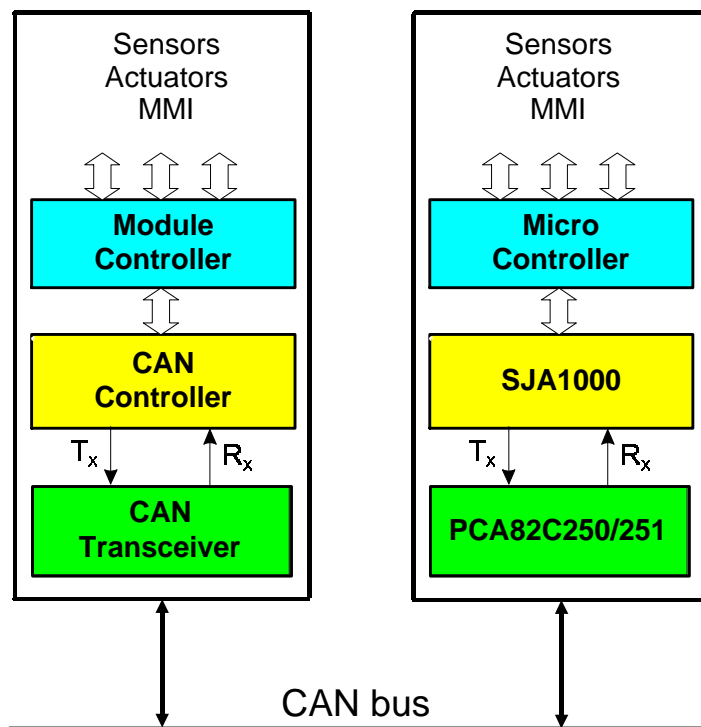 Sensors
Actuators
MMI
Module
Controller
CAN
Controller
Tx
Rx
CAN
Transceiver
Sensors
Actuators
MMI
Micro
Controller
SJA1000
Tx
Rx
PCA82C250/251
CAN bus